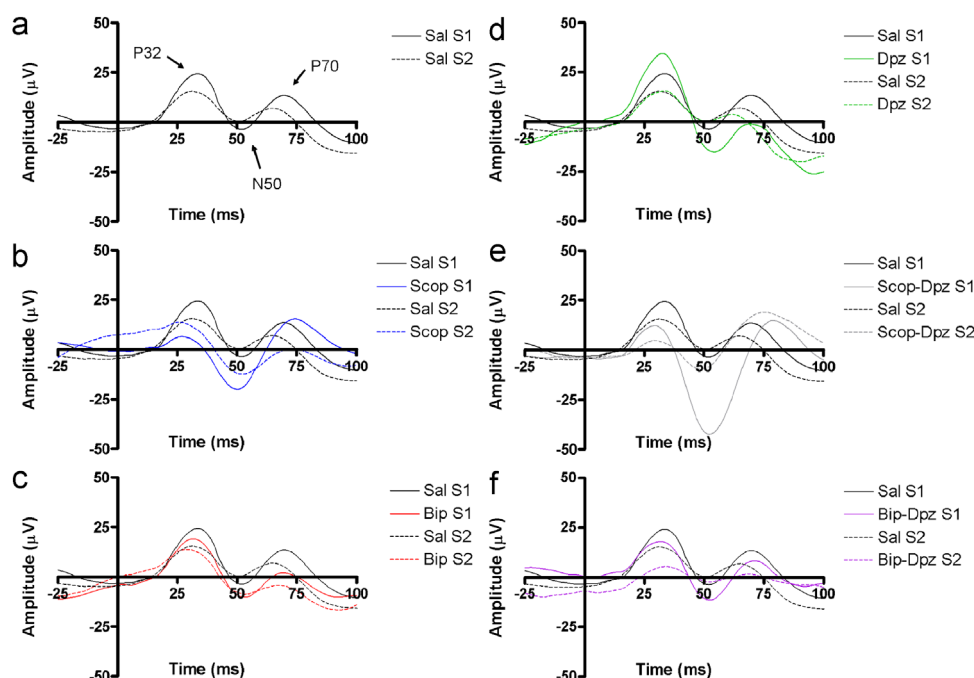 a
50
25
-25
-50
-25
25
50
75
100
Amplitude (μV)
Time (ms)
P32
P70
N50
Sal S1
Sal S2
b
50
25
-25
-50
-25
25
50
75
100
Amplitude (μV)
Time (ms)
Sal S1
Scop S1
Sal S2
Scop S2
c
50
25
-25
-50
-25
25
50
75
100
Amplitude (μV)
Time (ms)
Sal S1
Bip S1
Sal S2
Bip S2
d
50
25
-25
-50
-25
25
50
75
100
Amplitude (μV)
Time (ms)
Sal S1
Dpz S1
Sal S2
Dpz S2
e
50
25
-25
-50
-25
25
50
75
100
Amplitude (μV)
Time (ms)
Sal S1
Scop-Dpz S1
Sal S2
Scop-Dpz S2
f
50
25
-25
-50
-25
25
50
75
100
Amplitude (μV)
Time (ms)
Sal S1
Bip-Dpz S1
Sal S2
Bip-Dpz S2